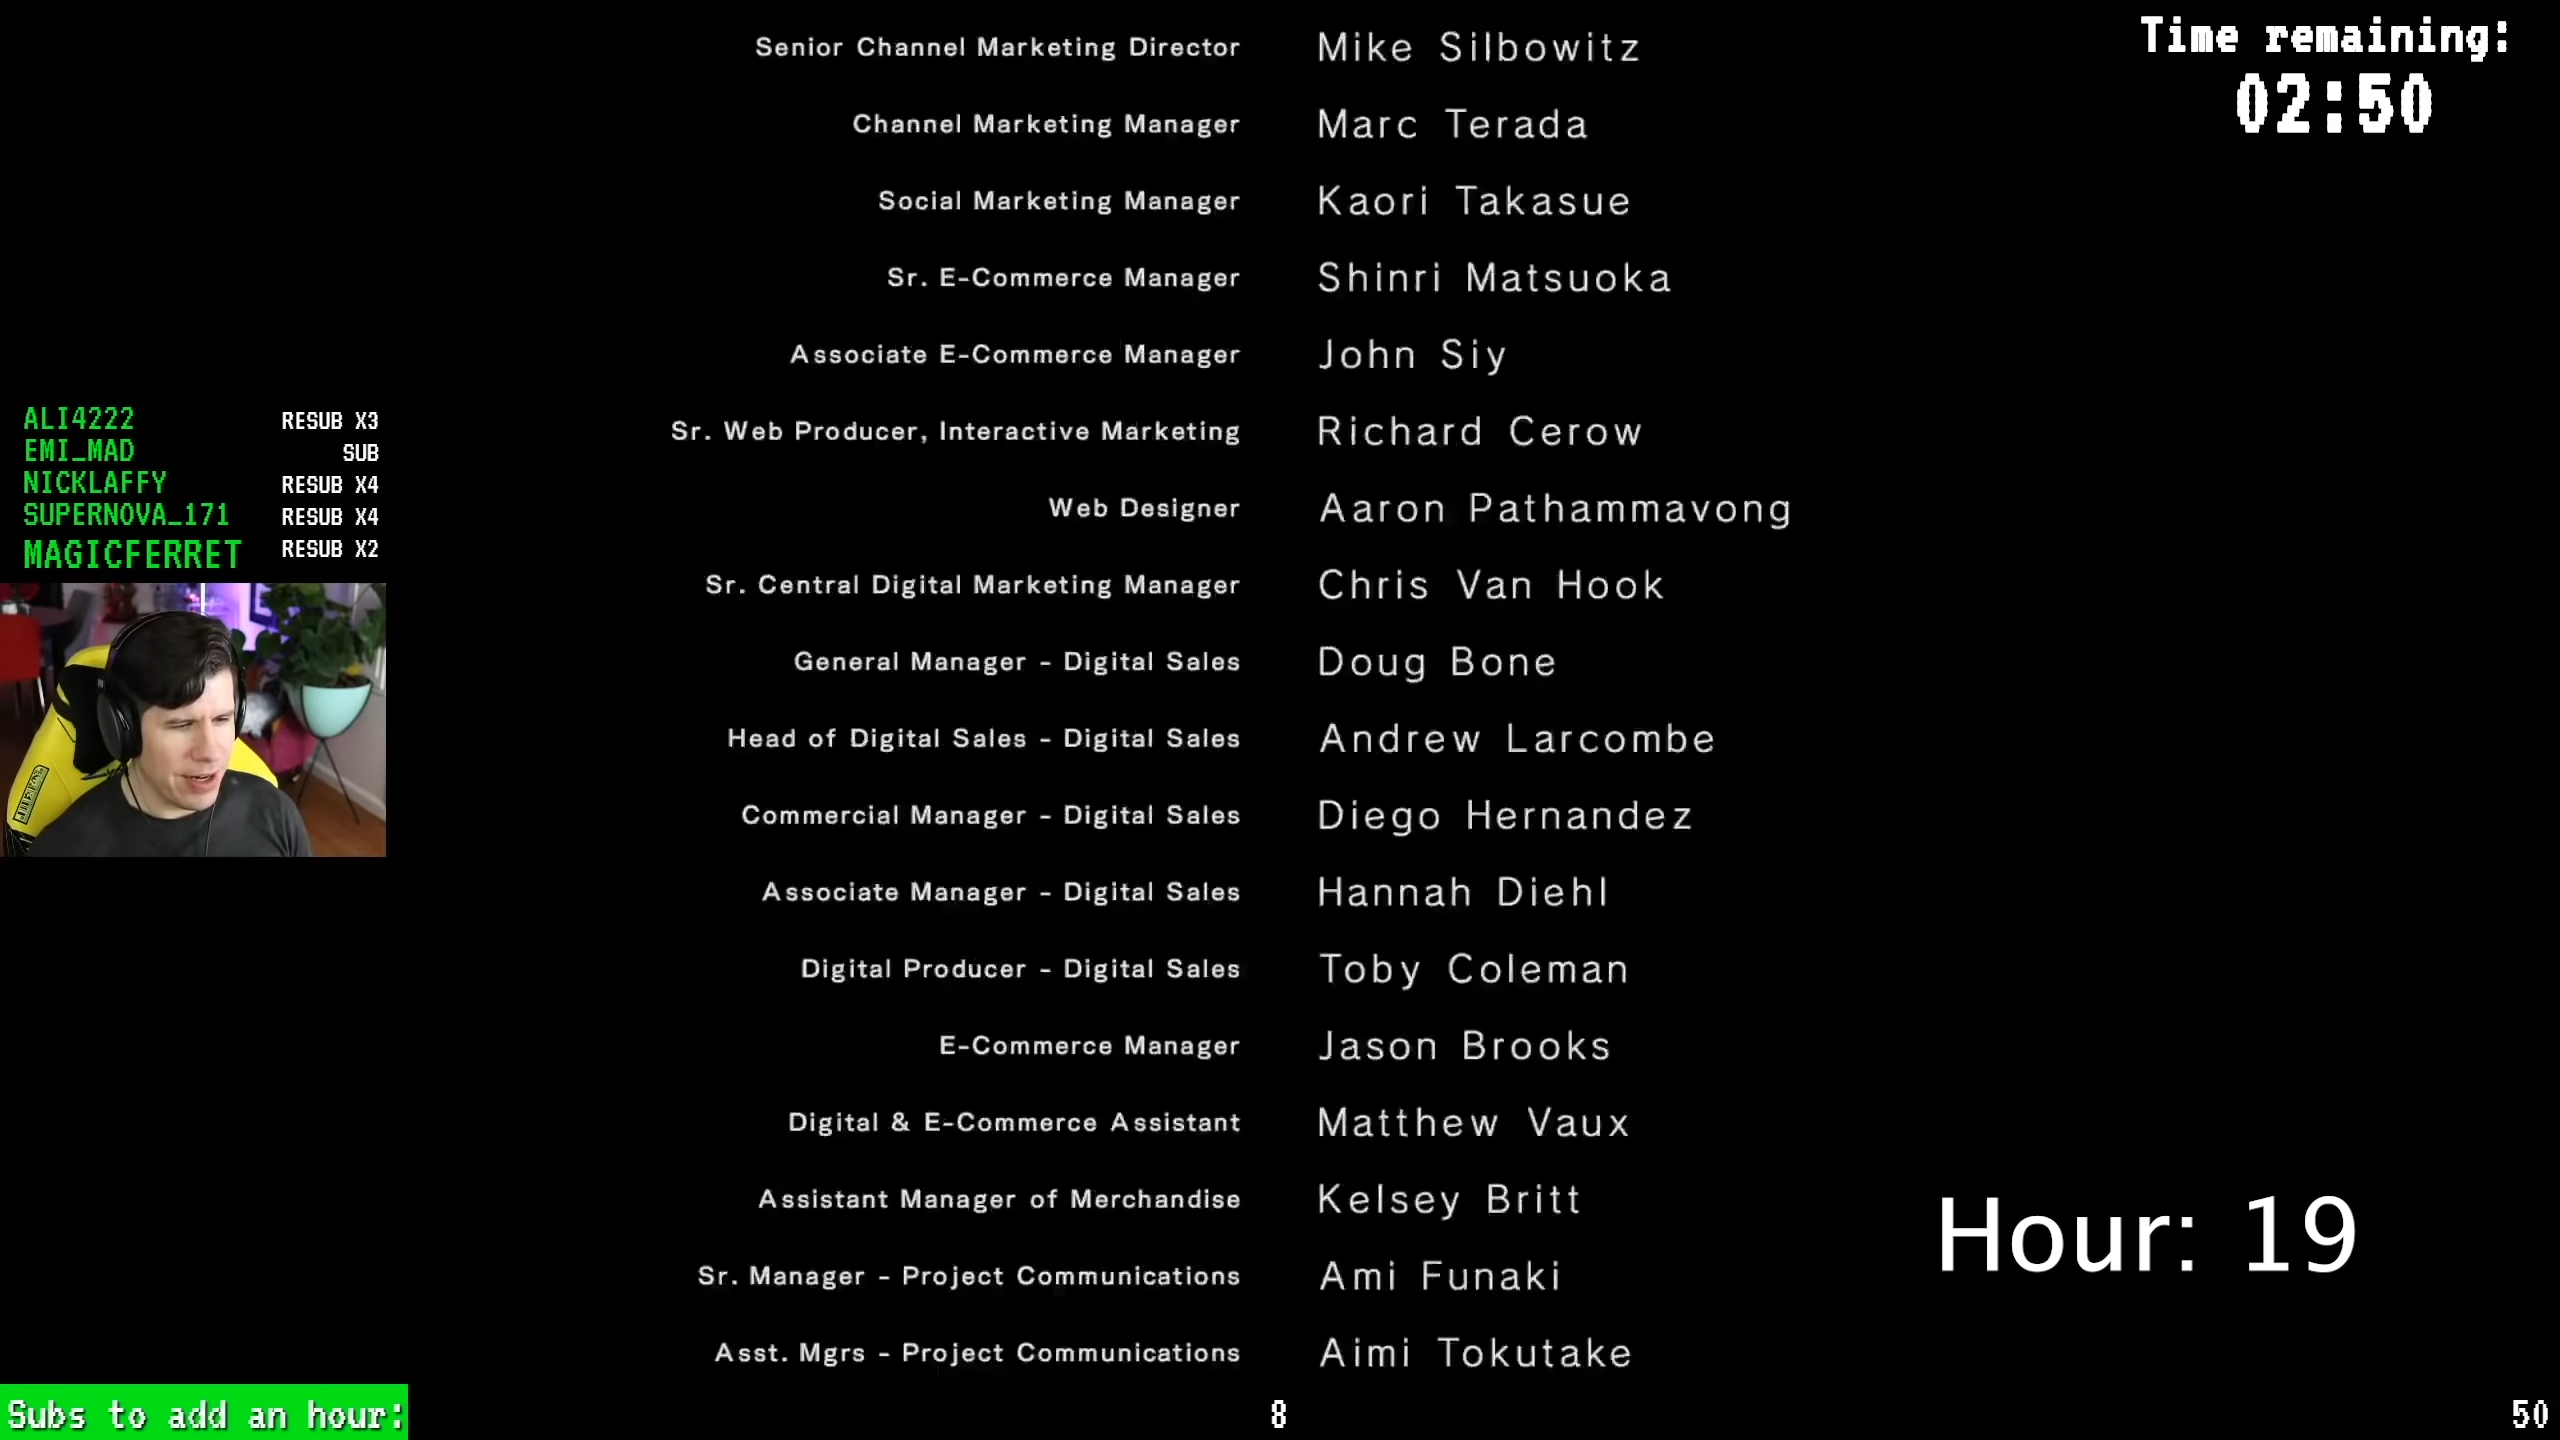 Senior Channel Marketing Director Mike Silbowitz
Channel Marketing Manager Marc Terada
Social Marketing Manager Kaori Takasue
Sr. E-Commerce Manager Shinri Matsuoka
Associate E-Commerce Manager John Siy
Sr. Web Producer, Interactive Marketing Richard Cerow
Web Designer Aaron Pathammavong
Sr. Central Digital Marketing Manager Chris Van Hook
General Manager - Digital Sales Doug Bone
Head of Digital Sales - Digital Sales Andrew Larcombe
Commercial Manager - Digital Sales Diego Hernandez
Associate Manager - Digital Sales Hannah Diehl
Digital Producer - Digital Sales Toby Coleman
E-Commerce Manager Jason Brooks
Digital & E-Commerce Assistant Matthew Vaux
Assistant Manager of Merchandise Kelsey Britt
Sr. Manager - Project Communications Ami Funaki
Asst. Mgrs - Project Communications Aimi Tokutake
Time remaining:
02:50
ALI4222 RESUB X3
EMI_MAD SUB
NICKLAFFY RESUB X4
SUPERNOVA_171 RESUB X4
MAGICFERRET RESUB X2
Hour: 19
Subs to add an hour: 8 50